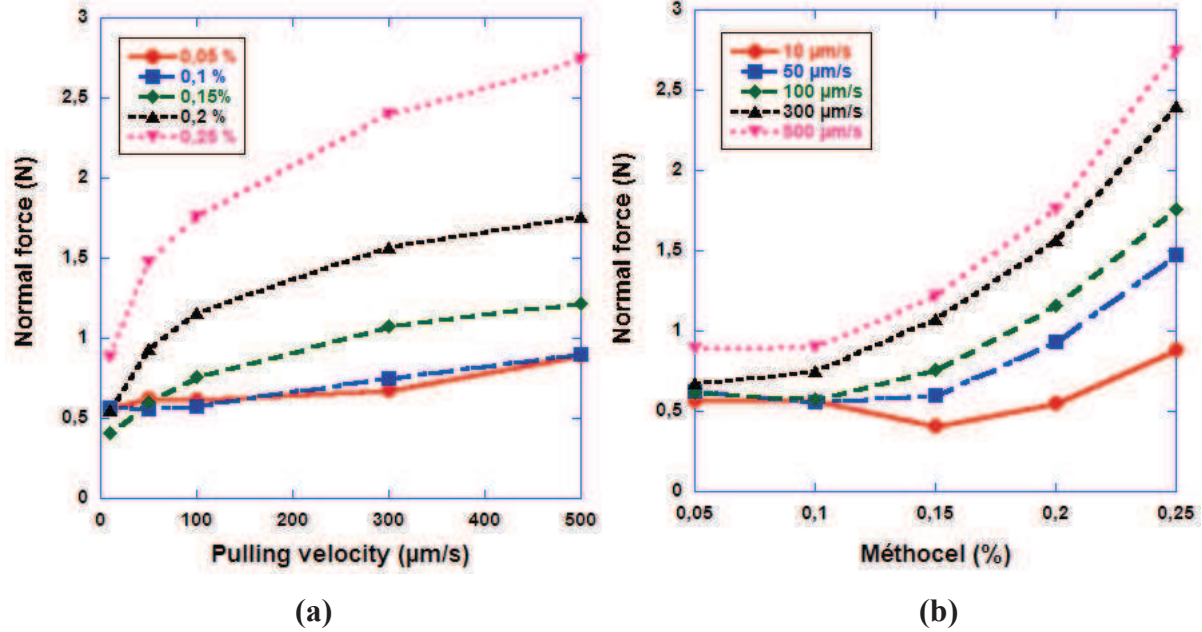 3
2,5
2
1,5
1
0,5
0
Normal force (N)
0,05 %
0,1 %
0,15%
0,2 %
0,25 %
0 100 200 300 400 500
Pulling velocity (µm/s)
(a)
3
2,5
2
1,5
1
0,5
0
Normal force (N)
10 µm/s
50 µm/s
100 µm/s
300 µm/s
500 µm/s
0,05 0,1 0,15 0,2 0,25
Méthocel (%)
(b)